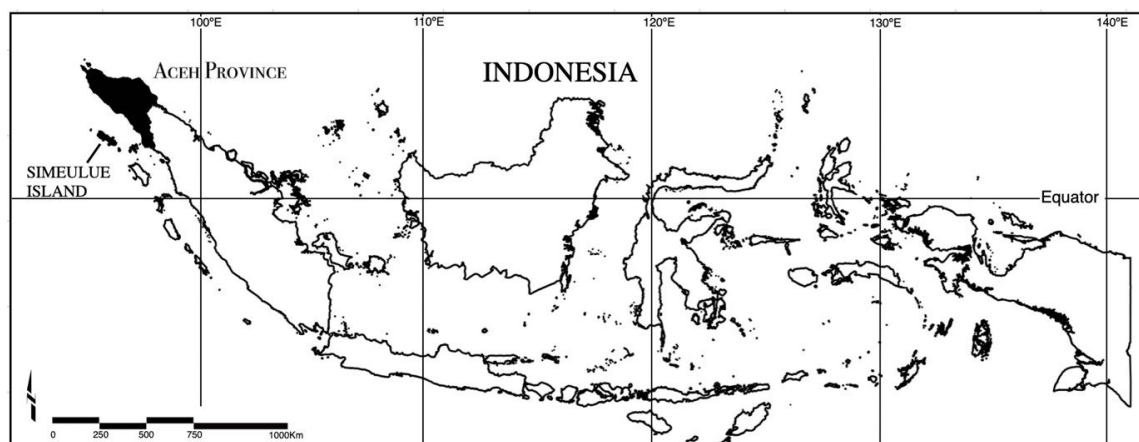 100°E 110°E 120°E 130°E 140°E
ACEH PROVINCE
INDONESIA
SIMEULUE
ISLAND
Equator
0 250 500 750 1000Km